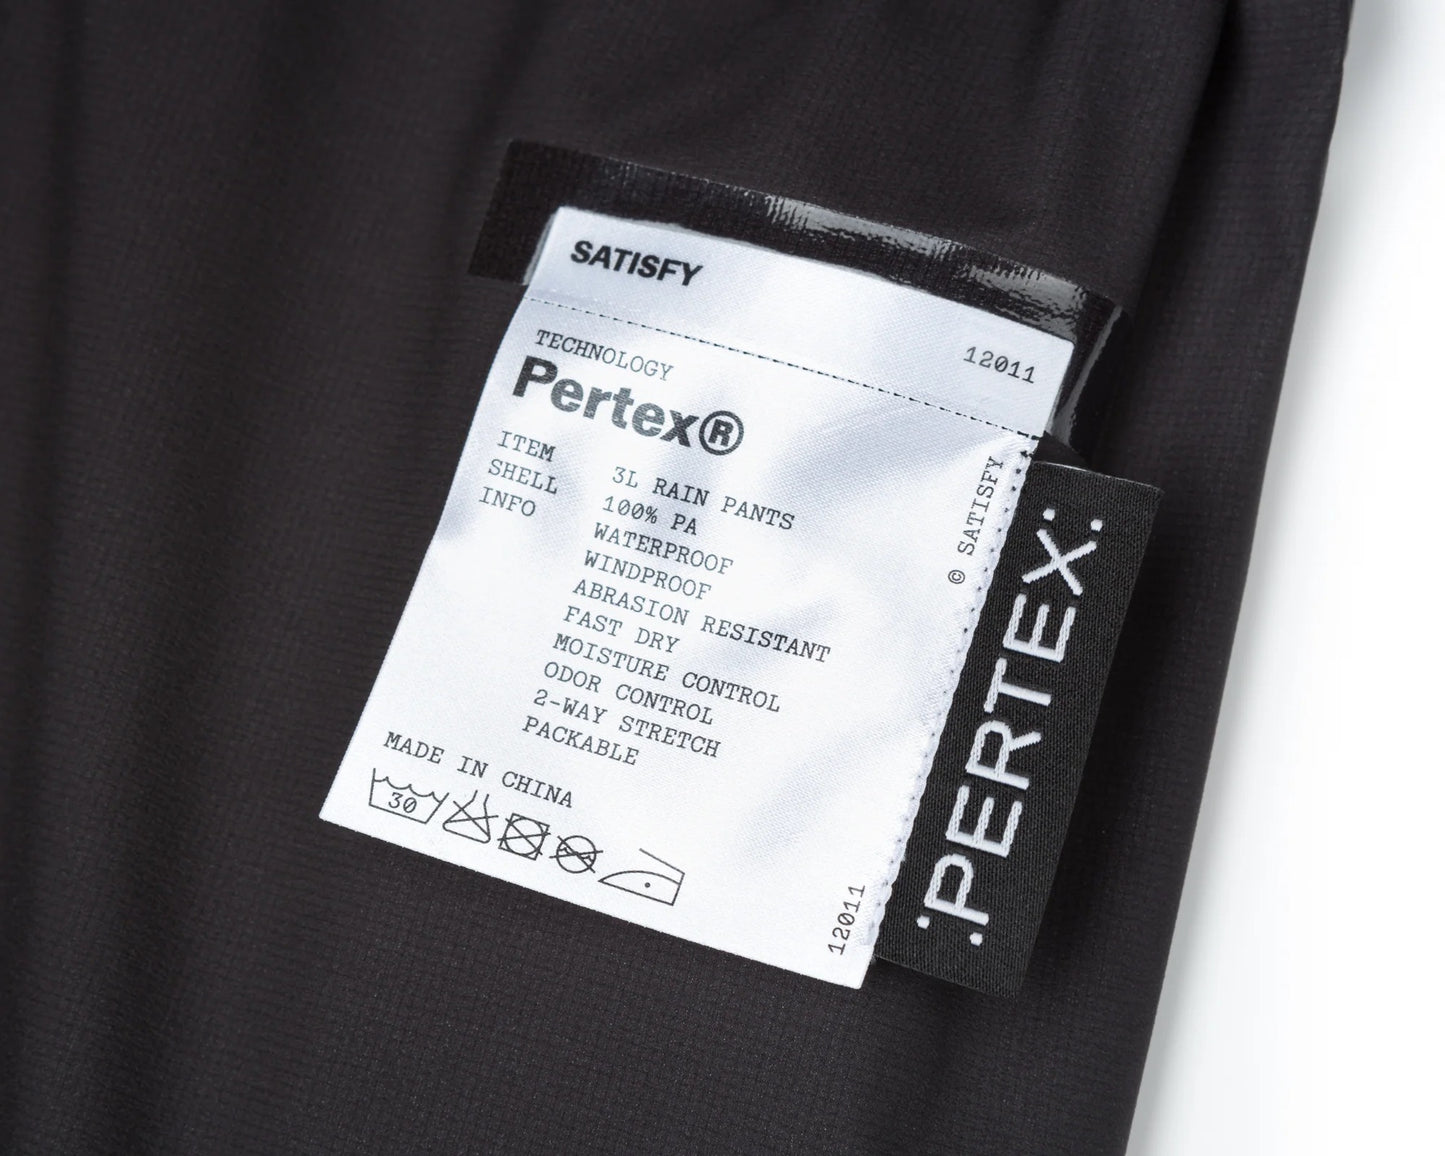 SATISFY
12011
TECHNOLOGY
Pertex®
ITEM 3L RAIN PANTS
SHELL 100% PA
INFO WATERPROOF
WINDPROOF
ABRASION RESISTANT
FAST DRY
MOISTURE CONTROL
ODOR CONTROL
2-WAY STRETCH
PACKABLE
MADE IN CHINA
30
© SATISFY
12011
:PERTEX: